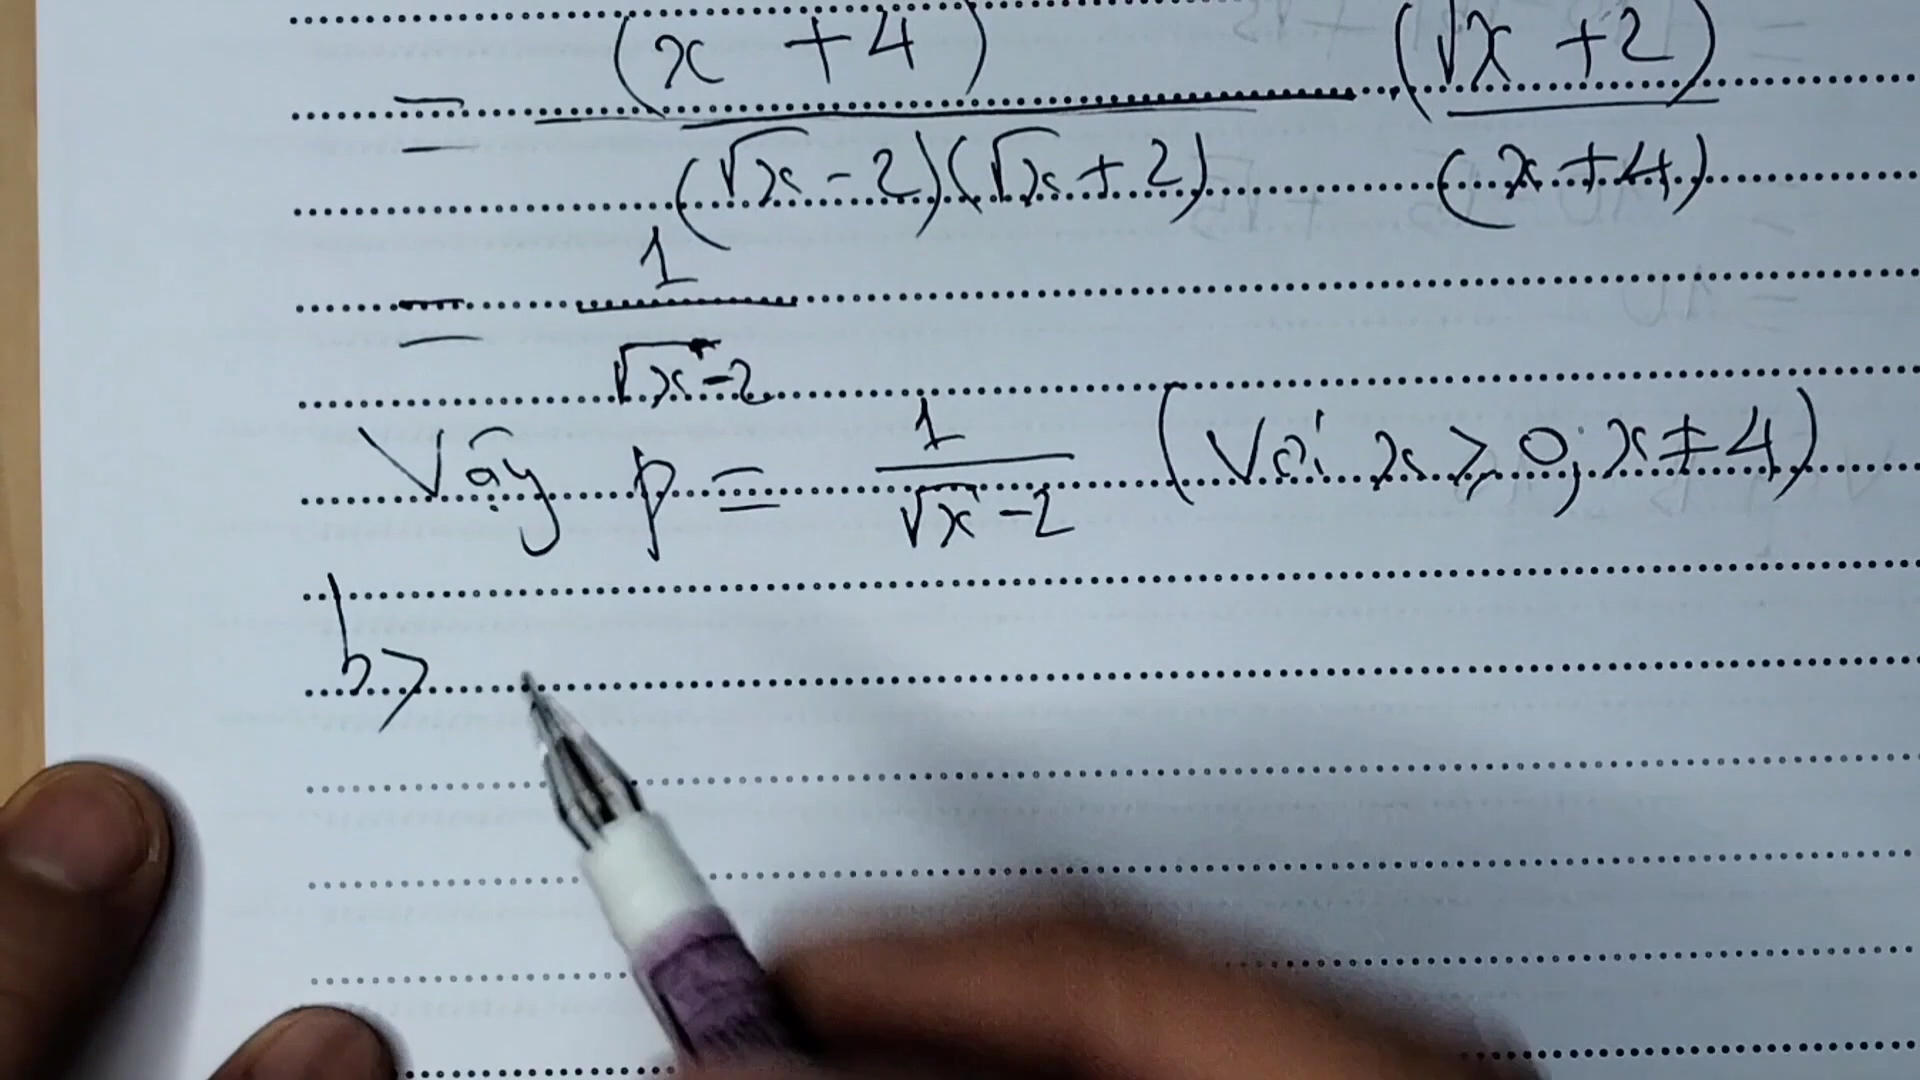 = (x + 4) / (√x - 2)(√x + 2) . (√x + 2) / (x + 4)
= 1 / √x - 2
Vậy p = 1 / √x - 2 (Với x ⩾ 0; x ≠ 4)
b>